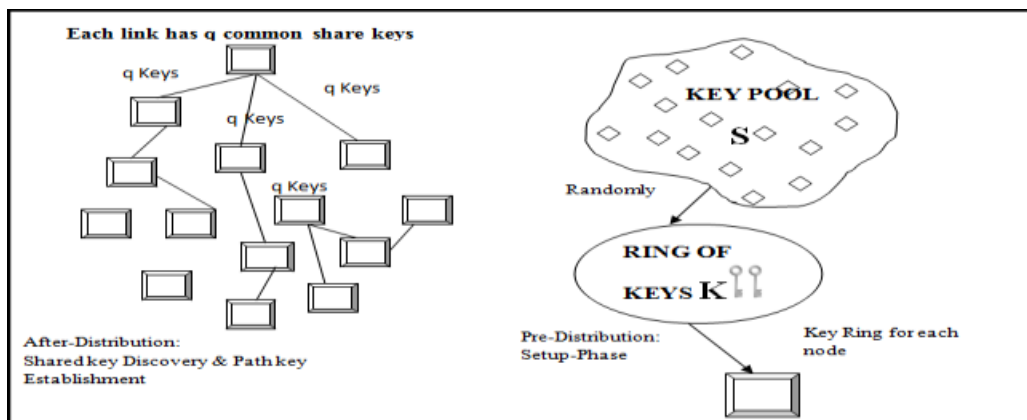 Each link has q common share keys
q Keys
q Keys
q Keys
q Keys
After-Distribution:
Shared key Discovery & Path key
Establishment
KEY POOL
S
Randomly
RING OF
KEYS K
Pre-Distribution:
Setup-Phase
Key Ring for each
node